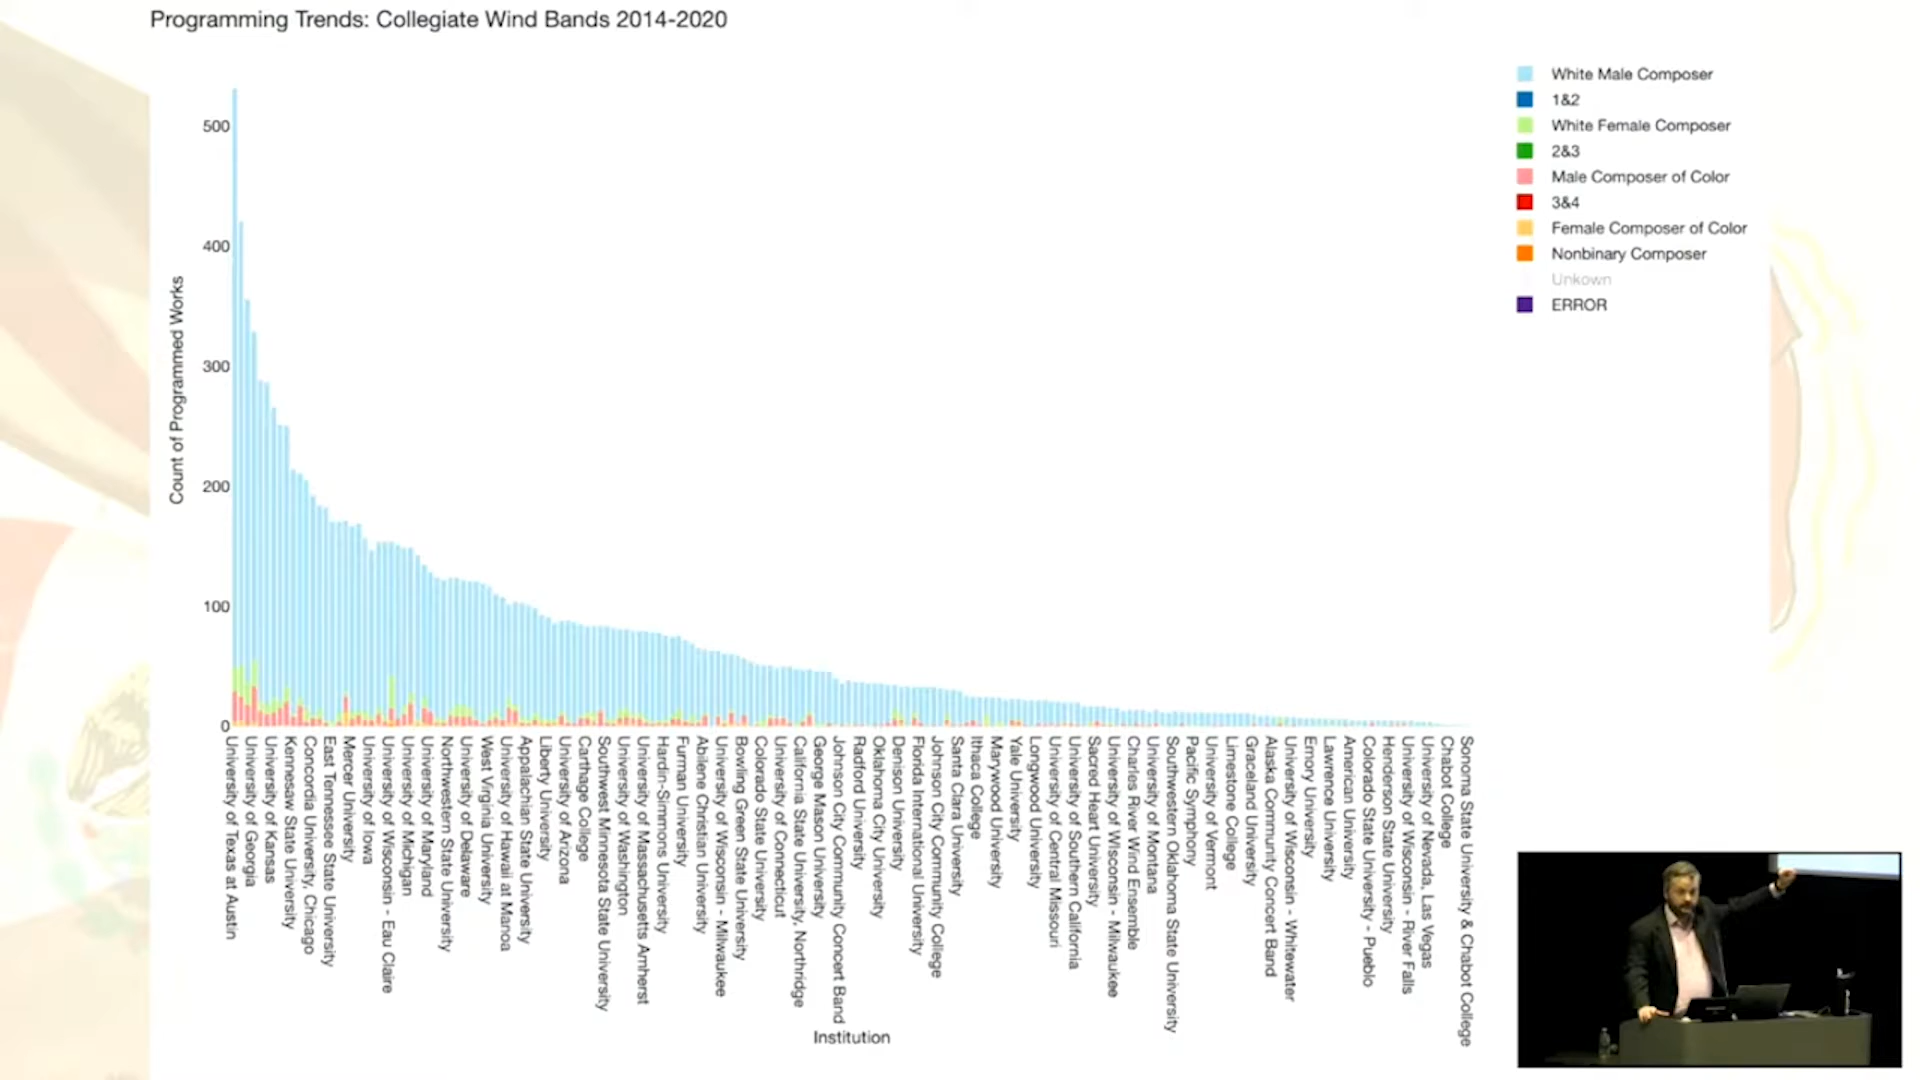 Programming Trends: Collegiate Wind Bands 2014-2020
White Male Composer
1&2
White Female Composer
2&3
Male Composer of Color
3&4
Female Composer of Color
Nonbinary Composer
Unkown
ERROR
Count of Programmed Works
500
400
300
200
100
0
University of Texas at Austin
University of Georgia
University of Kansas
Kennesaw State University
Concordia University, Chicago
East Tennessee State University
Mercer University
University of Iowa
University of Wisconsin - Eau Claire
University of Michigan
University of Maryland
Northwestern State University
University of Delaware
West Virginia University
University of Hawaii at Manoa
Appalachian State University
Liberty University
University of Arizona
Carthage College
Southwest Minnesota State University
University of Washington
University of Massachusetts Amherst
Hardin-Simmons University
Furman University
Abilene Christian University
University of Wisconsin - Milwaukee
Bowling Green State University
Colorado State University
University of Connecticut
California State University, Northridge
George Mason University
Johnson City Community Concert Band
Radford University
Oklahoma City University
Denison University
Florida International University
Johnson City Community College
Santa Clara University
Ithaca College
Marywood University
Yale University
Longwood University
University of Central Missouri
University of Southern California
Sacred Heart University
University of Wisconsin - Milwaukee
Charles River Wind Ensemble
University of Montana
Southwestern Oklahoma State University
Pacific Symphony
University of Vermont
Limestone College
Graceland University
Alaska Community Concert Band
University of Wisconsin - Whitewater
Emory University
Lawrence University
American University
Colorado State University - Pueblo
Henderson State University
University of Wisconsin - River Falls
University of Nevada, Las Vegas
Chabot College
Sonoma State University & Chabot College
Institution